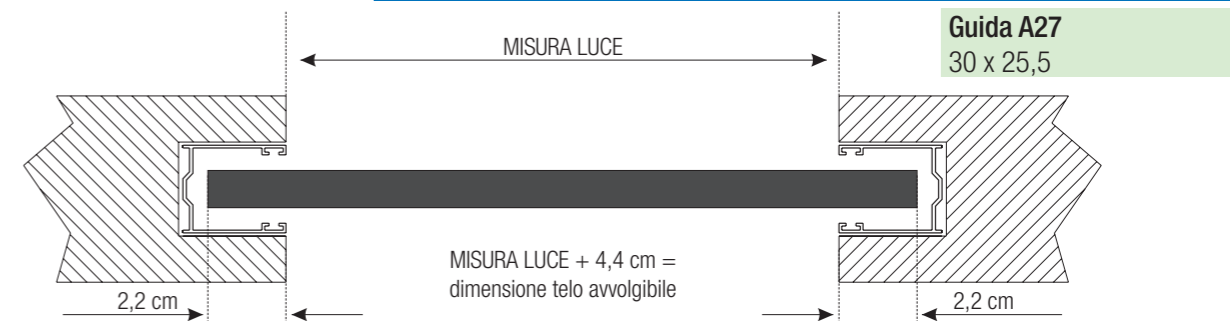 Guida A27
30 x 25,5
MISURA LUCE
MISURA LUCE + 4,4 cm =
dimensione telo avvolgibile
2,2 cm
2,2 cm